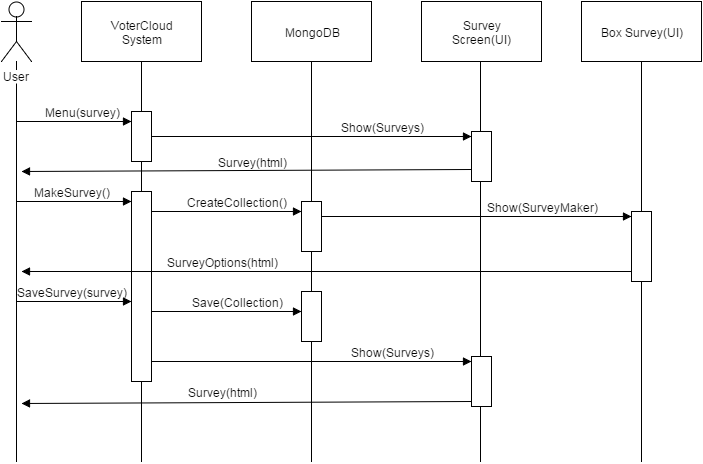 VoterCloud
System
MongoDB
Survey
Screen(UI)
Box Survey(UI)
User
Menu(survey)
Show(Surveys)
Survey(html)
MakeSurvey()
CreateCollection()
Show(SurveyMaker)
SurveyOptions(html)
SaveSurvey(survey)
Save(Collection)
Show(Surveys)
Survey(html)